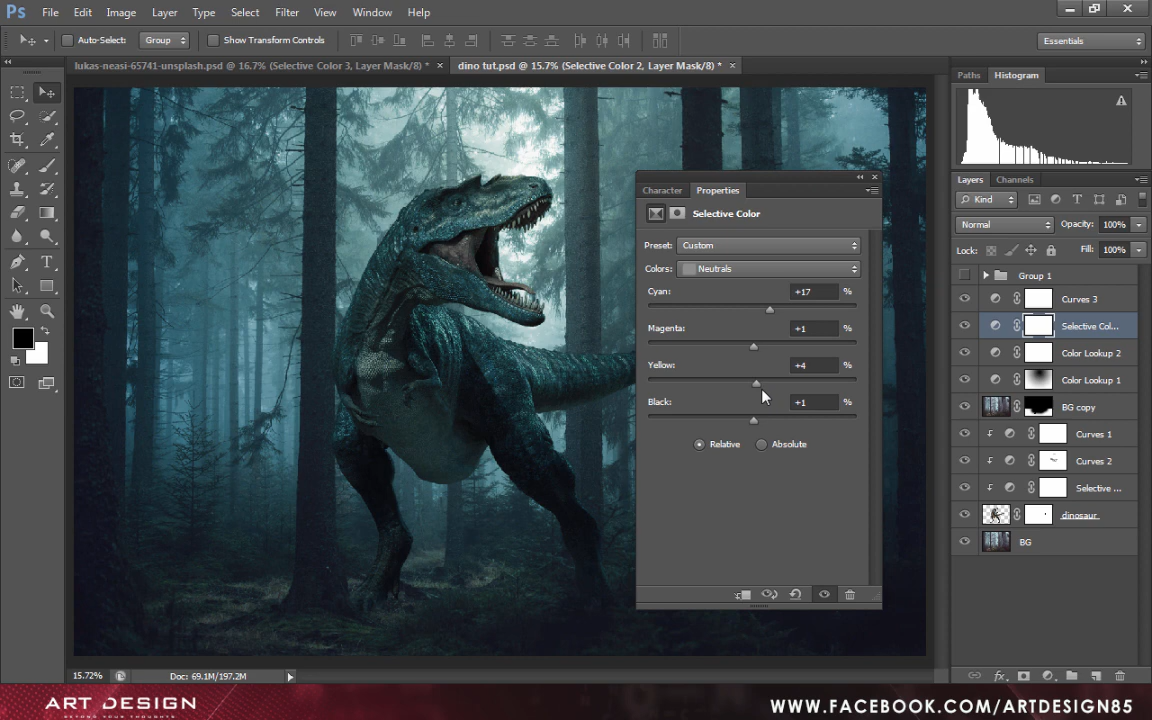 Ps File Edit Image Layer Type Select Filter View Window Help
Auto-Select: Group Show Transform Controls Essentials
lukas-neasi-65741-unsplash.psd @ 16.7% (Selective Color 3, Layer Mask/8) * × dino tut.psd @ 15.7% (Selective Color 2, Layer Mask/8) * ×
Paths Histogram
Layers Channels
Kind
Normal Opacity: 100%
Lock: Fill: 100%
Group 1
Curves 3
Selective Col...
Color Lookup 2
Color Lookup 1
BG copy
Curves 1
Curves 2
Selective ...
dinosaur
BG
Character Properties
Selective Color
Preset: Custom
Colors: Neutrals
Cyan: +17 %
Magenta: +1 %
Yellow: +4 %
Black: +1 %
Relative Absolute
15.72% Doc: 69.1M/197.2M
fx
ART DESIGN
BEYOND YOUR THOUGHTS
WWW.FACEBOOK.COM/ARTDESIGN85